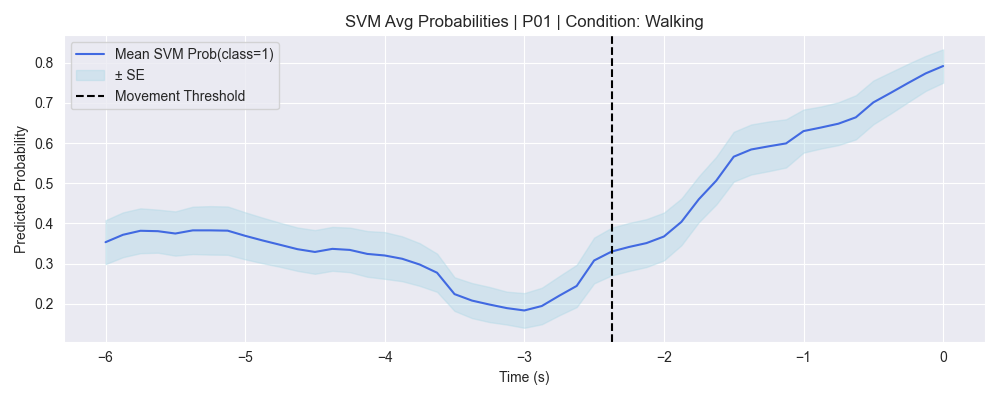 SVM Avg Probabilities | P01 | Condition: Walking
Mean SVM Prob(class=1)
± SE
Movement Threshold
Predicted Probability
0.8
0.7
0.6
0.5
0.4
0.3
0.2
−6 −5 −4 −3 −2 −1 0
Time (s)